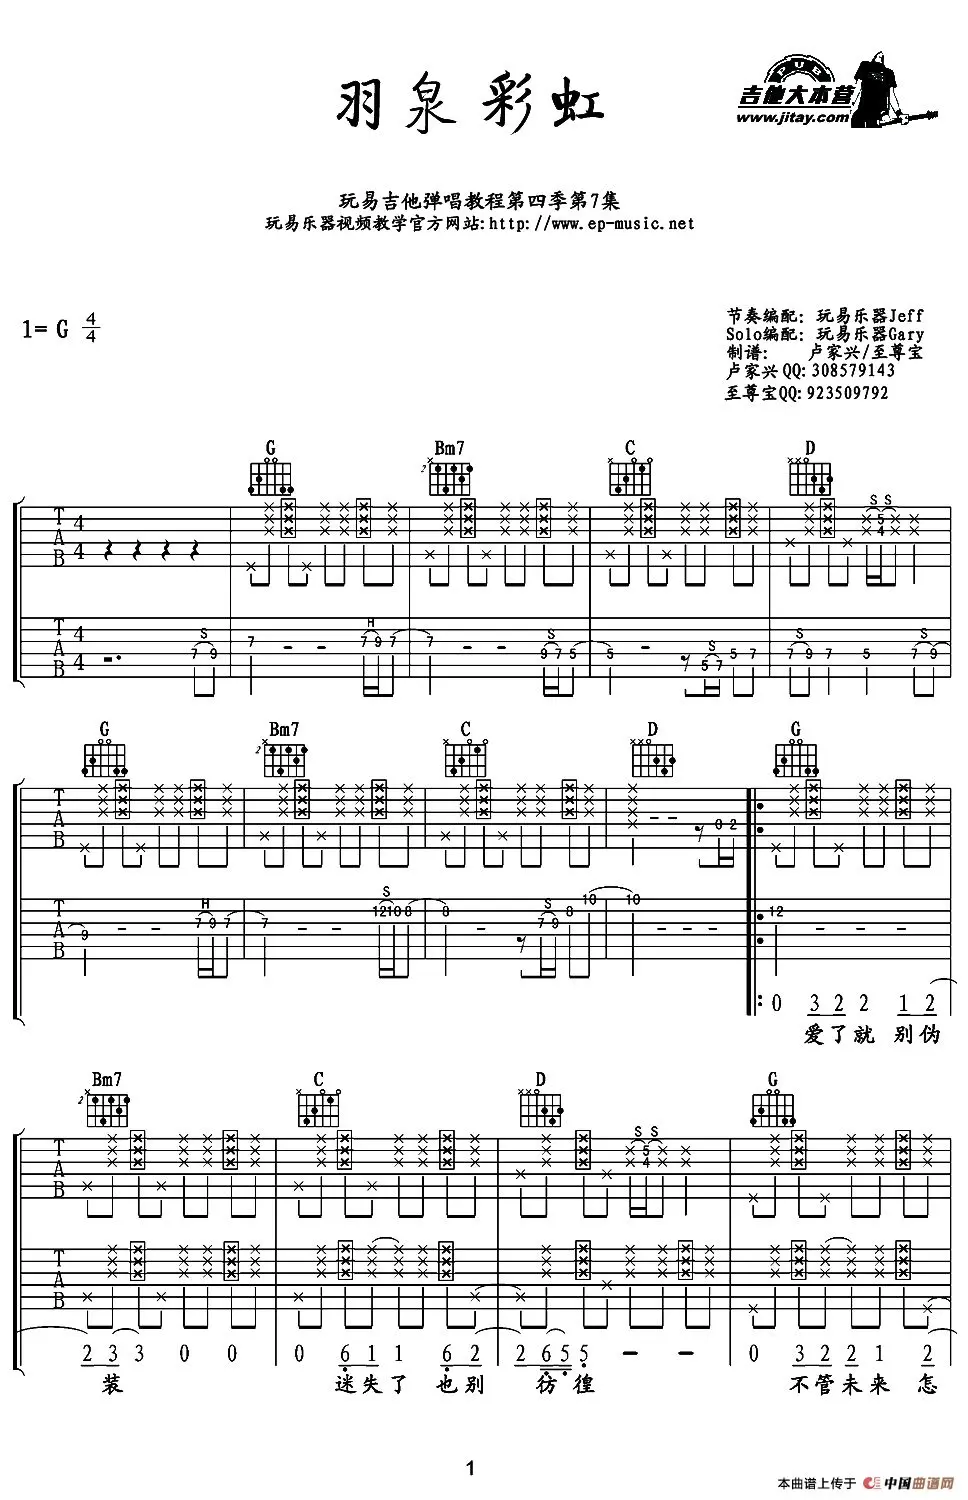 羽泉 彩虹
PUB
吉他大本营
www.jitay.com
玩易吉他弹唱教程第四季第7集
玩易乐器视频教学官方网站:http://www.ep-music.net
1= G 4/4
节奏编配: 玩易乐器Jeff
Solo编配: 玩易乐器Gary
制谱: 卢家兴/至尊宝
卢家兴QQ:308579143
至尊宝QQ:923509792
G Bm7 C D
S S
T A B 4 4
S H S S S S
T A B 4 4 7 9 7 7 9 7 7 9 7 5 5 5 7 5 7 7 9 7 5 7 9
G Bm7 C D G
T A B 0 2
H S S
T A B 9 7 9 7 7 12 10 8 8 7 9 8 10 10 12
0 3 2 2 1 2
爱了就 别伪
Bm7 C D G
S S
T A B
T A B
2 3 3 0 0 0 6 1 1 6 2 2 6 5 5 - - 0 3 2 2 1 2
装 迷失了 也别 彷徨 不管未来 怎
1
本曲谱上传于 中国曲谱网